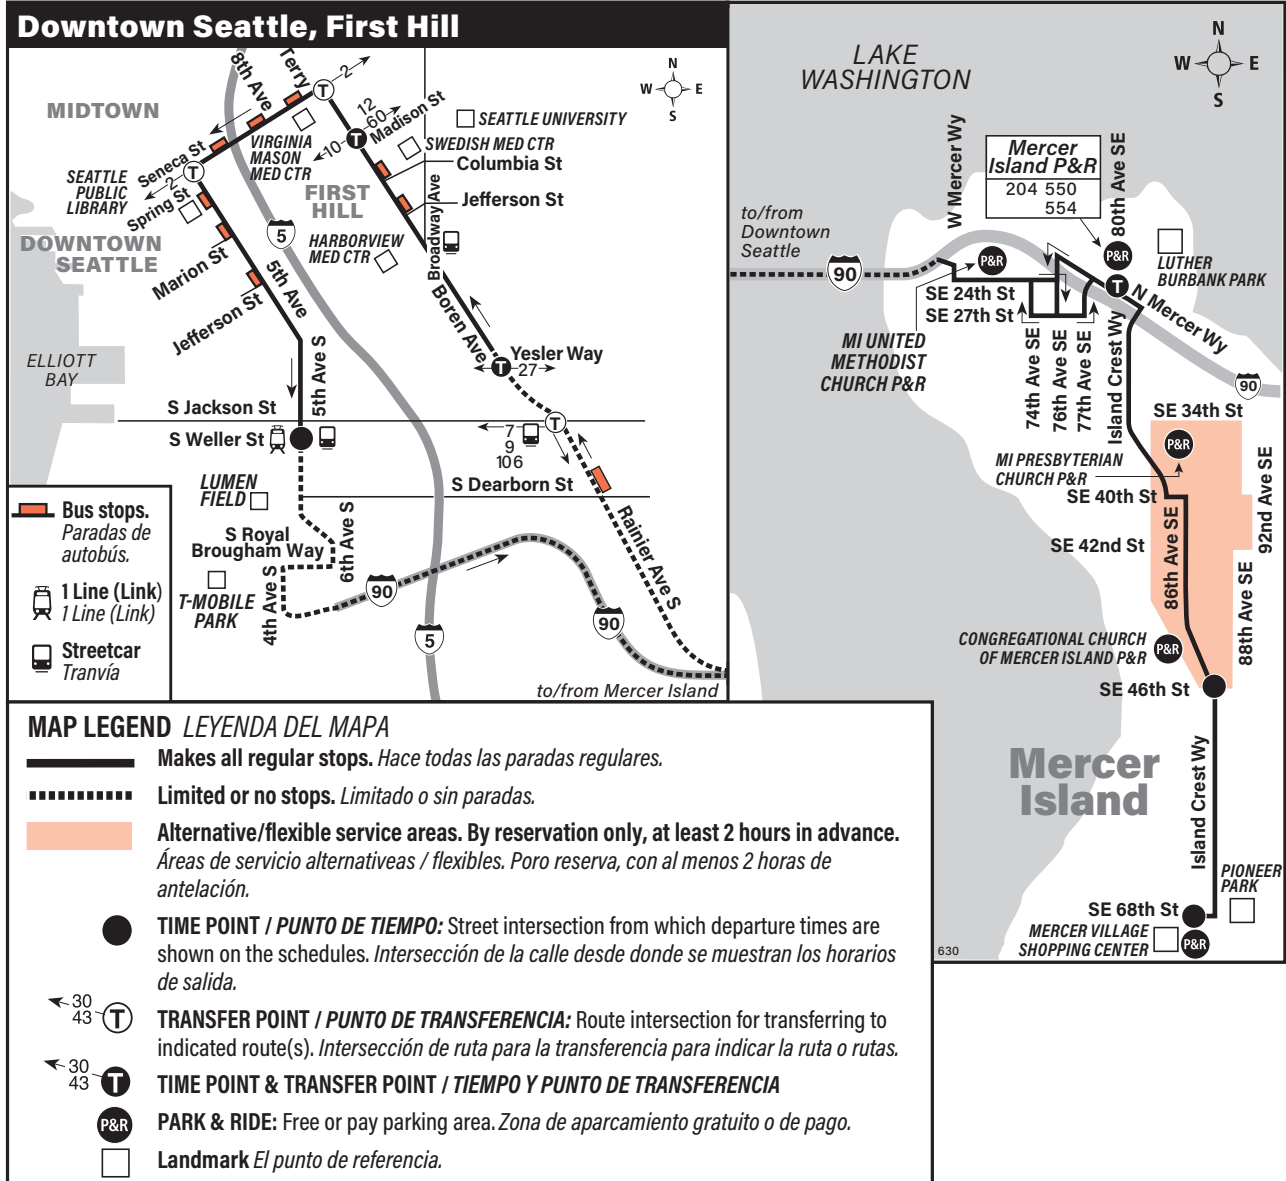 Downtown Seattle, First Hill
MIDTOWN
8th Ave
Terry
2
N
W E
S
12
60
10
Madison St
SEATTLE UNIVERSITY
VIRGINIA
MASON
MED CTR
SWEDISH MED CTR
Columbia St
Seneca St
2
SEATTLE
PUBLIC
LIBRARY
Spring St
FIRST
HILL
Jefferson St
Broadway Ave
DOWNTOWN
SEATTLE
5
HARBORVIEW
MED CTR
Marion St
5th Ave
Boren Ave
Jefferson St
ELLIOTT
BAY
5th Ave S
Yesler Way
27
S Jackson St
S Weller St
7
9
106
LUMEN
FIELD
S Dearborn St
Rainier Ave S
S Royal
Brougham Way
6th Ave S
4th Ave S
T-MOBILE
PARK
90
5
90
to/from Mercer Island
Bus stops.
Paradas de
autobús.
1 Line (Link)
1 Line (Link)
Streetcar
Tranvía
LAKE
WASHINGTON
N
W E
S
W Mercer Wy
Mercer
Island P&R
204 550
554
80th Ave SE
to/from
Downtown
Seattle
90
P&R
P&R
T
LUTHER
BURBANK PARK
SE 24th St
SE 27th St
N Mercer Wy
MI UNITED
METHODIST
CHURCH P&R
74th Ave SE
76th Ave SE
77th Ave SE
Island Crest Wy
90
SE 34th St
P&R
MI PRESBYTERIAN
CHURCH P&R
SE 40th St
92nd Ave SE
SE 42nd St
86th Ave SE
88th Ave SE
CONGREGATIONAL CHURCH
OF MERCER ISLAND P&R
P&R
SE 46th St
Mercer
Island
Island Crest Wy
PIONEER
PARK
SE 68th St
MERCER VILLAGE
SHOPPING CENTER
P&R
630
MAP LEGEND LEYENDA DEL MAPA
Makes all regular stops. Hace todas las paradas regulares.
Limited or no stops. Limitado o sin paradas.
Alternative/flexible service areas. By reservation only, at least 2 hours in advance.
Áreas de servicio alternativeas / flexibles. Poro reserva, con al menos 2 horas de
antelación.
TIME POINT / PUNTO DE TIEMPO: Street intersection from which departure times are
shown on the schedules. Intersección de la calle desde donde se muestran los horarios
de salida.
30
43 T
TRANSFER POINT / PUNTO DE TRANSFERENCIA: Route intersection for transferring to
indicated route(s). Intersección de ruta para la transferencia para indicar la ruta o rutas.
30
43 T
TIME POINT & TRANSFER POINT / TIEMPO Y PUNTO DE TRANSFERENCIA
P&R PARK & RIDE: Free or pay parking area. Zona de aparcamiento gratuito o de pago.
Landmark El punto de referencia.